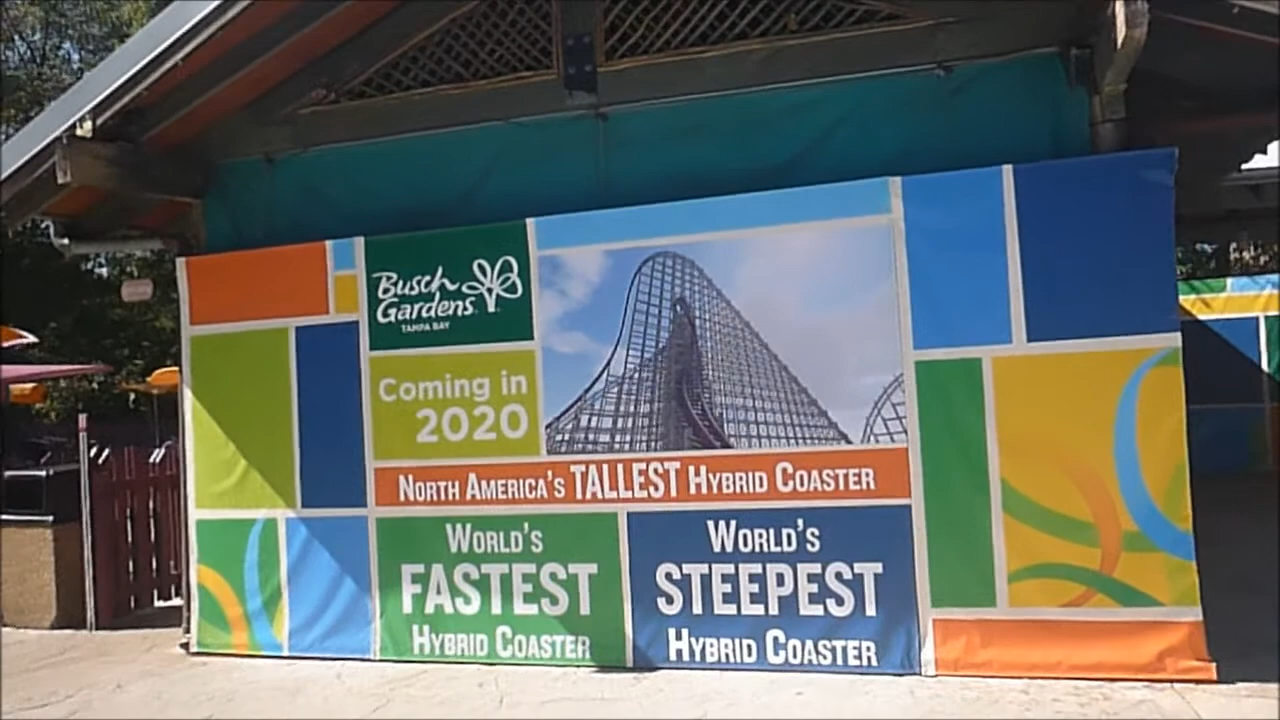 Busch
Gardens
TAMPA BAY
Coming in
2020
NORTH AMERICA'S TALLEST HYBRID COASTER
WORLD'S
FASTEST
HYBRID COASTER
WORLD'S
STEEPEST
HYBRID COASTER